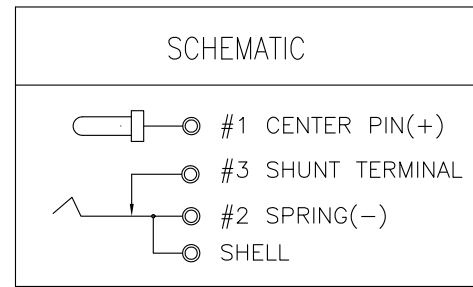 SCHEMATIC
#1 CENTER PIN(+)
#3 SHUNT TERMINAL
#2 SPRING(−)
SHELL